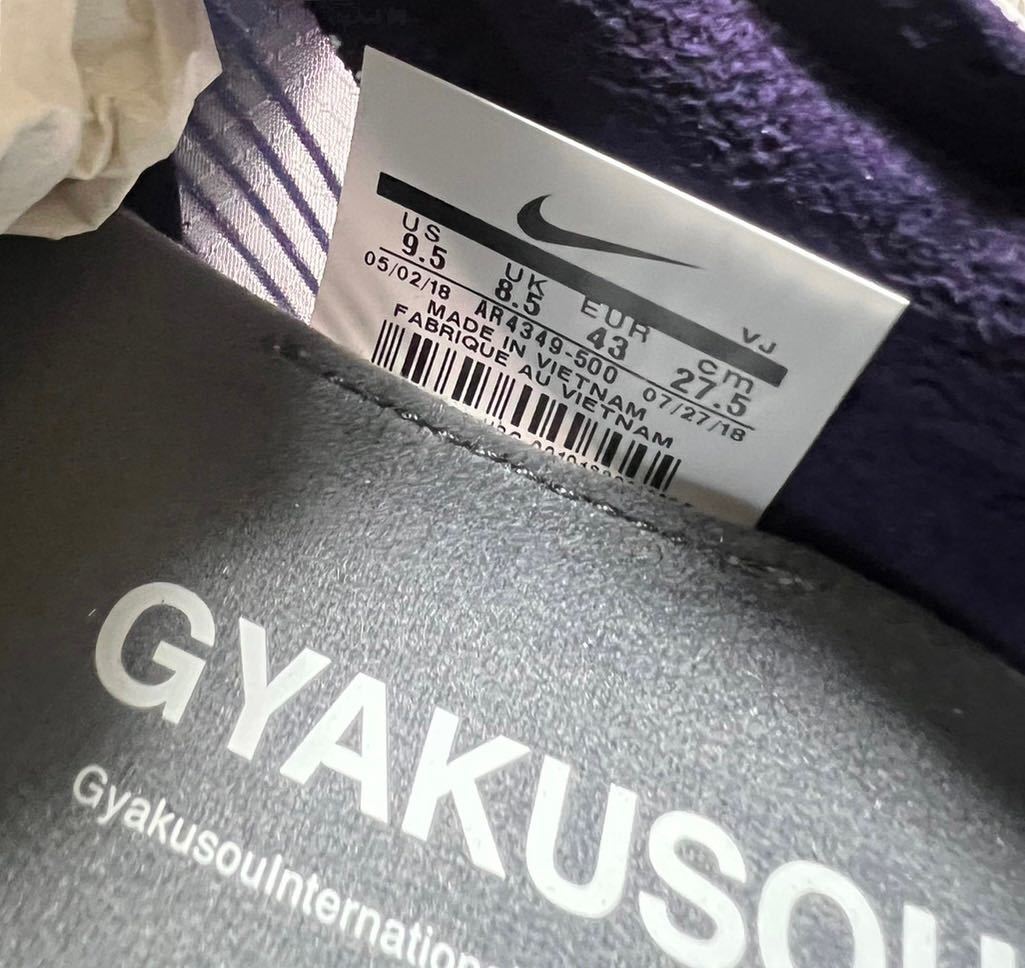 VJ
US UK EUR cm
9.5 8.5 43 27.5
05/02/18 AR4349-500 07/27/18
MADE IN VIETNAM
FABRIQUE AU VIETNAM
GYAKUSOU
GyakusouInternation